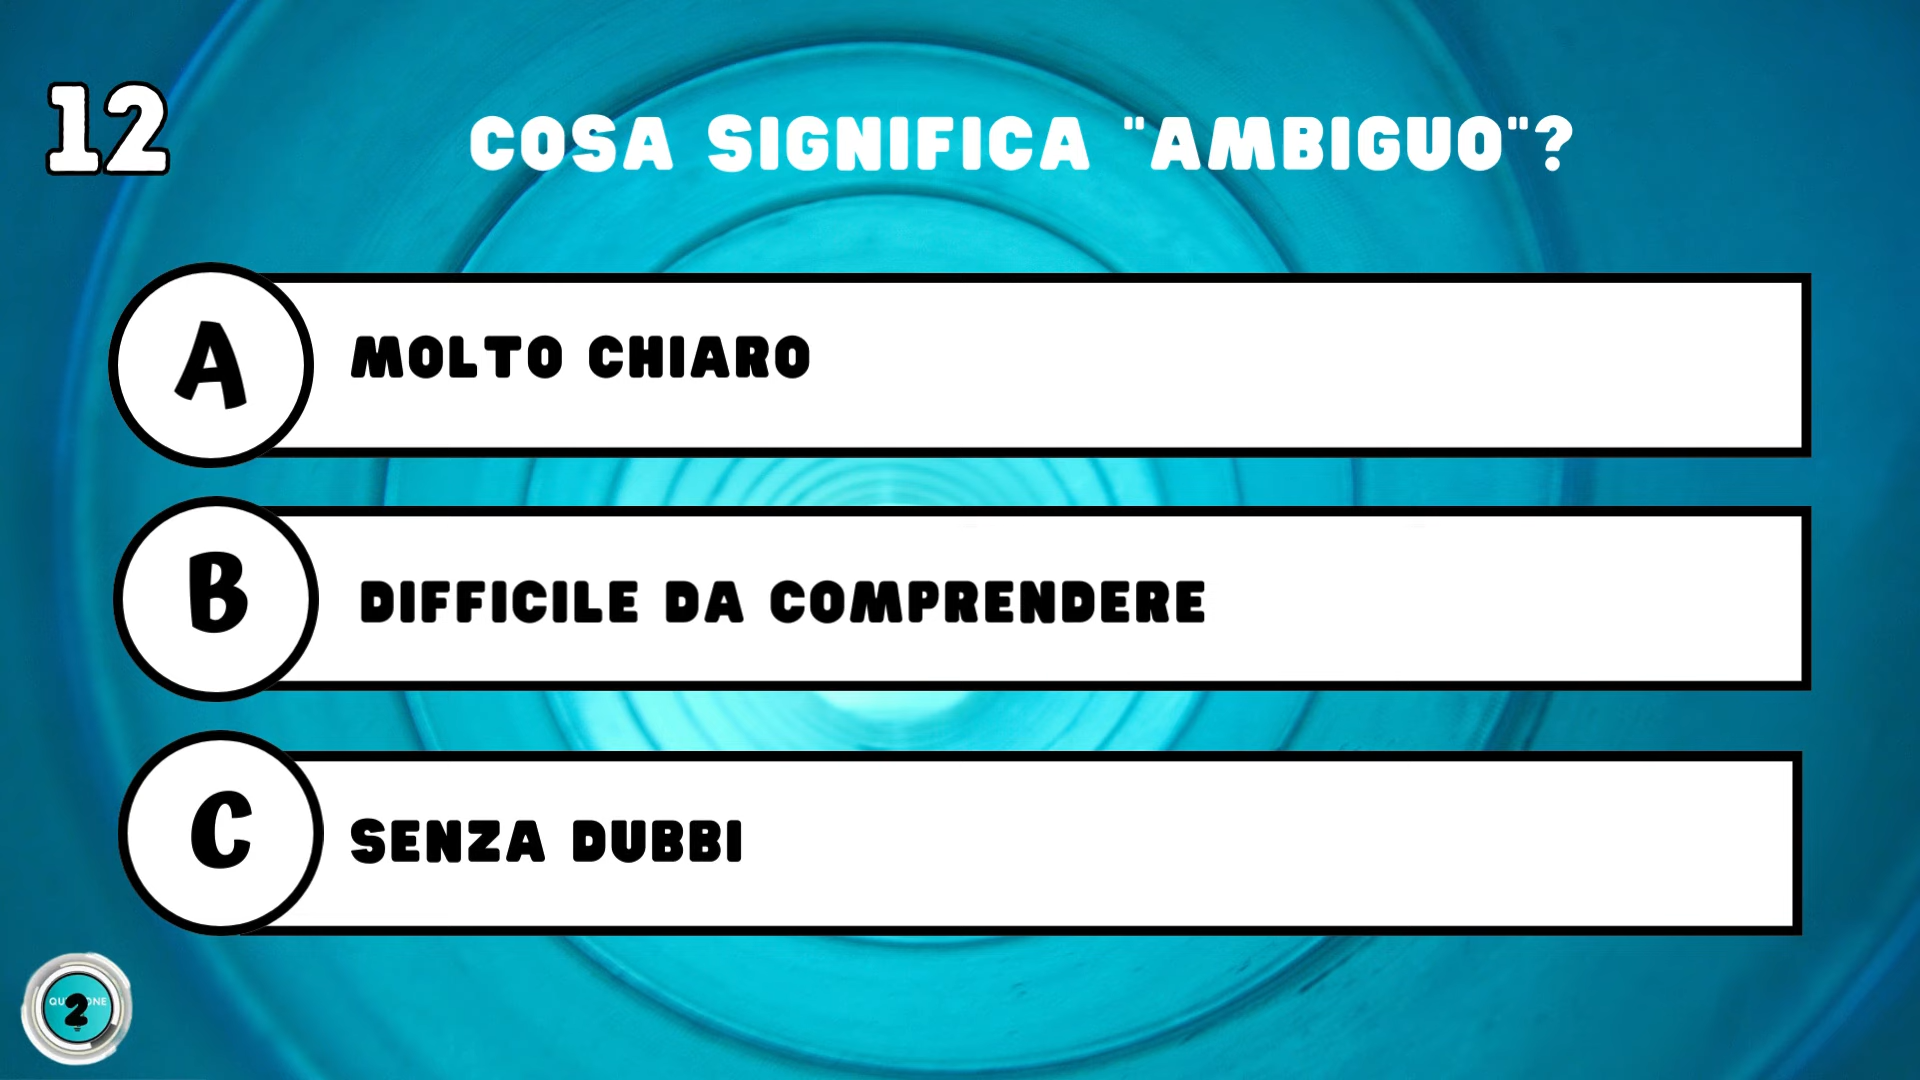 12
COSA SIGNIFICA "AMBIGUO"?
A
MOLTO CHIARO
B
DIFFICILE DA COMPRENDERE
C
SENZA DUBBI
2